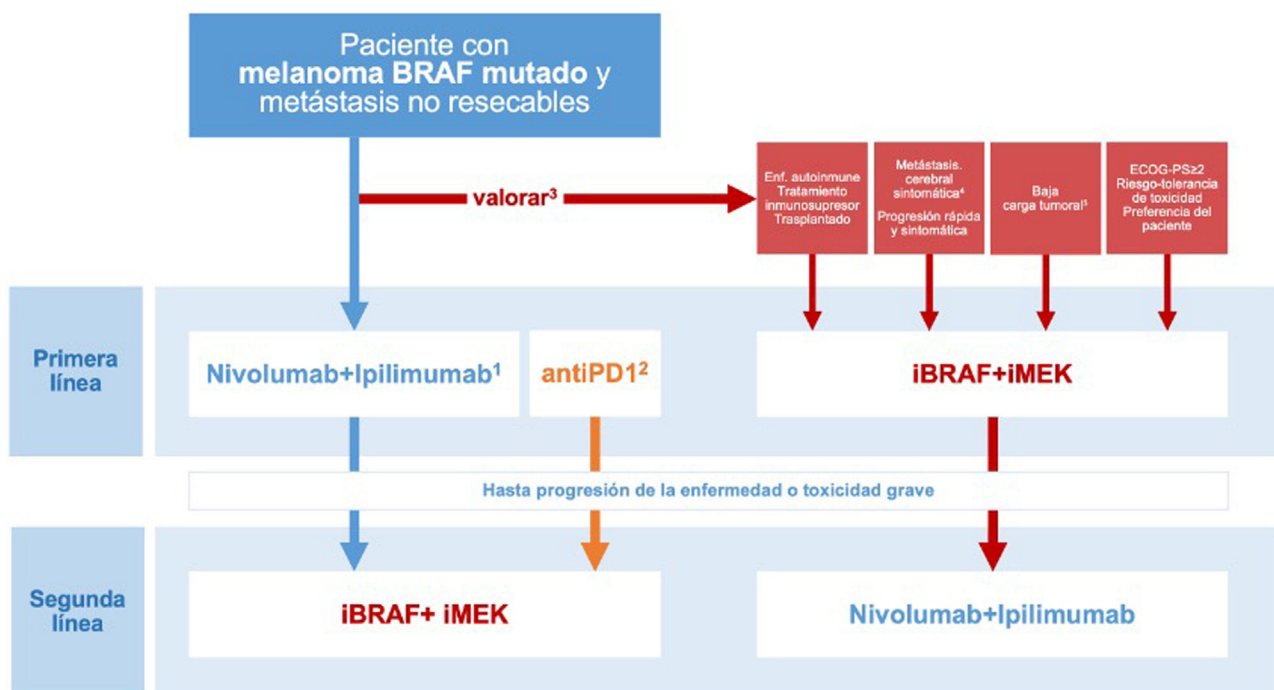 Paciente con
melanoma BRAF mutado y
metástasis no resecables
valorar³
Enf. autoinmune
Tratamiento
inmunosupresor
Trasplantado
Metástasis.
cerebral
sintomática⁴
Progresión rápida
y sintomática
Baja
carga tumoral⁵
ECOG-PS≥2
Riesgo-tolerancia
de toxicidad
Preferencia del
paciente
Primera
línea
Nivolumab+Ipilimumab¹
antiPD1²
iBRAF+iMEK
Hasta progresión de la enfermedad o toxicidad grave
Segunda
línea
iBRAF+ iMEK
Nivolumab+Ipilimumab